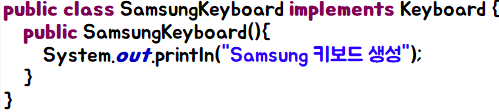 public class SamsungKeyboard implements Keyboard {
public SamsungKeyboard(){
System.out.println("Samsung 키보드 생성");
}
}